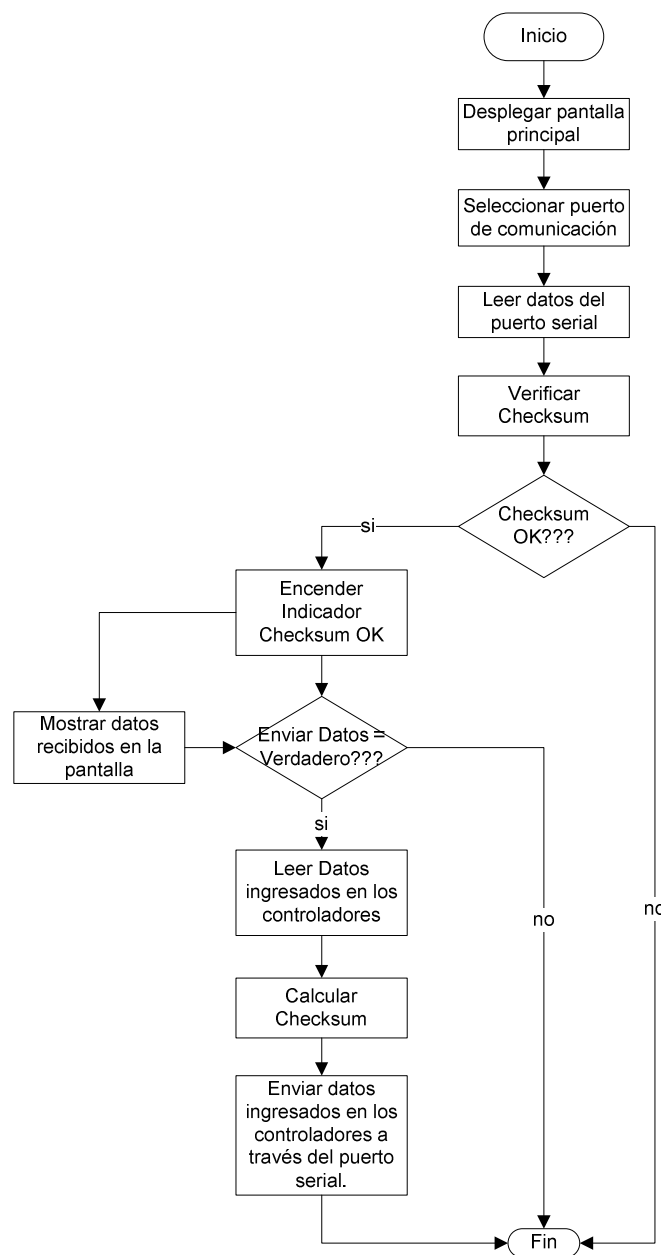 Inicio
Desplegar pantalla
principal
Seleccionar puerto
de comunicación
Leer datos del
puerto serial
Verificar
Checksum
Checksum
OK???
si
Encender
Indicador
Checksum OK
Mostrar datos
recibidos en la
pantalla
Enviar Datos =
Verdadero???
si
Leer Datos
ingresados en los
controladores
no
no
Calcular
Checksum
Enviar datos
ingresados en los
controladores a
través del puerto
serial.
Fin